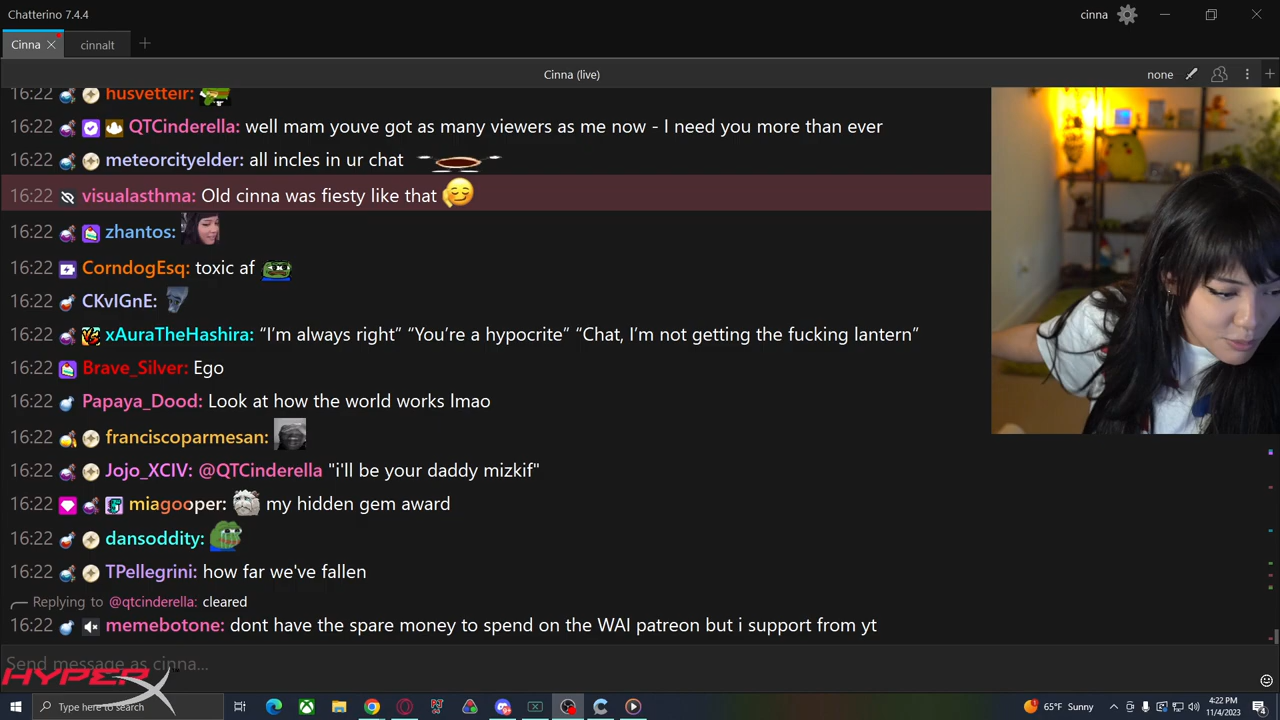 Chatterino 7.4.4
cinna
Cinna
cinnalt
Cinna (live)
none
16:22 husvetteir:
16:22 QTCinderella: well mam youve got as many viewers as me now - I need you more than ever
16:22 meteorcityelder: all incles in ur chat
16:22 visualasthma: Old cinna was fiesty like that
16:22 zhantos:
16:22 CorndogEsq: toxic af
16:22 CKvIGnE:
16:22 xAuraTheHashira: “I’m always right” “You’re a hypocrite” “Chat, I’m not getting the fucking lantern”
16:22 Brave_Silver: Ego
16:22 Papaya_Dood: Look at how the world works lmao
16:22 franciscoparmesan:
16:22 Jojo_XCIV: @QTCinderella "i'll be your daddy mizkif"
16:22 miagooper: my hidden gem award
16:22 dansoddity:
16:22 TPellegrini: how far we've fallen
Replying to @qtcinderella: cleared
16:22 memebotone: dont have the spare money to spend on the WAI patreon but i support from yt
Send message as cinna...
HYPERX
Type here to search
65°F Sunny
4:22 PM
11/4/2023